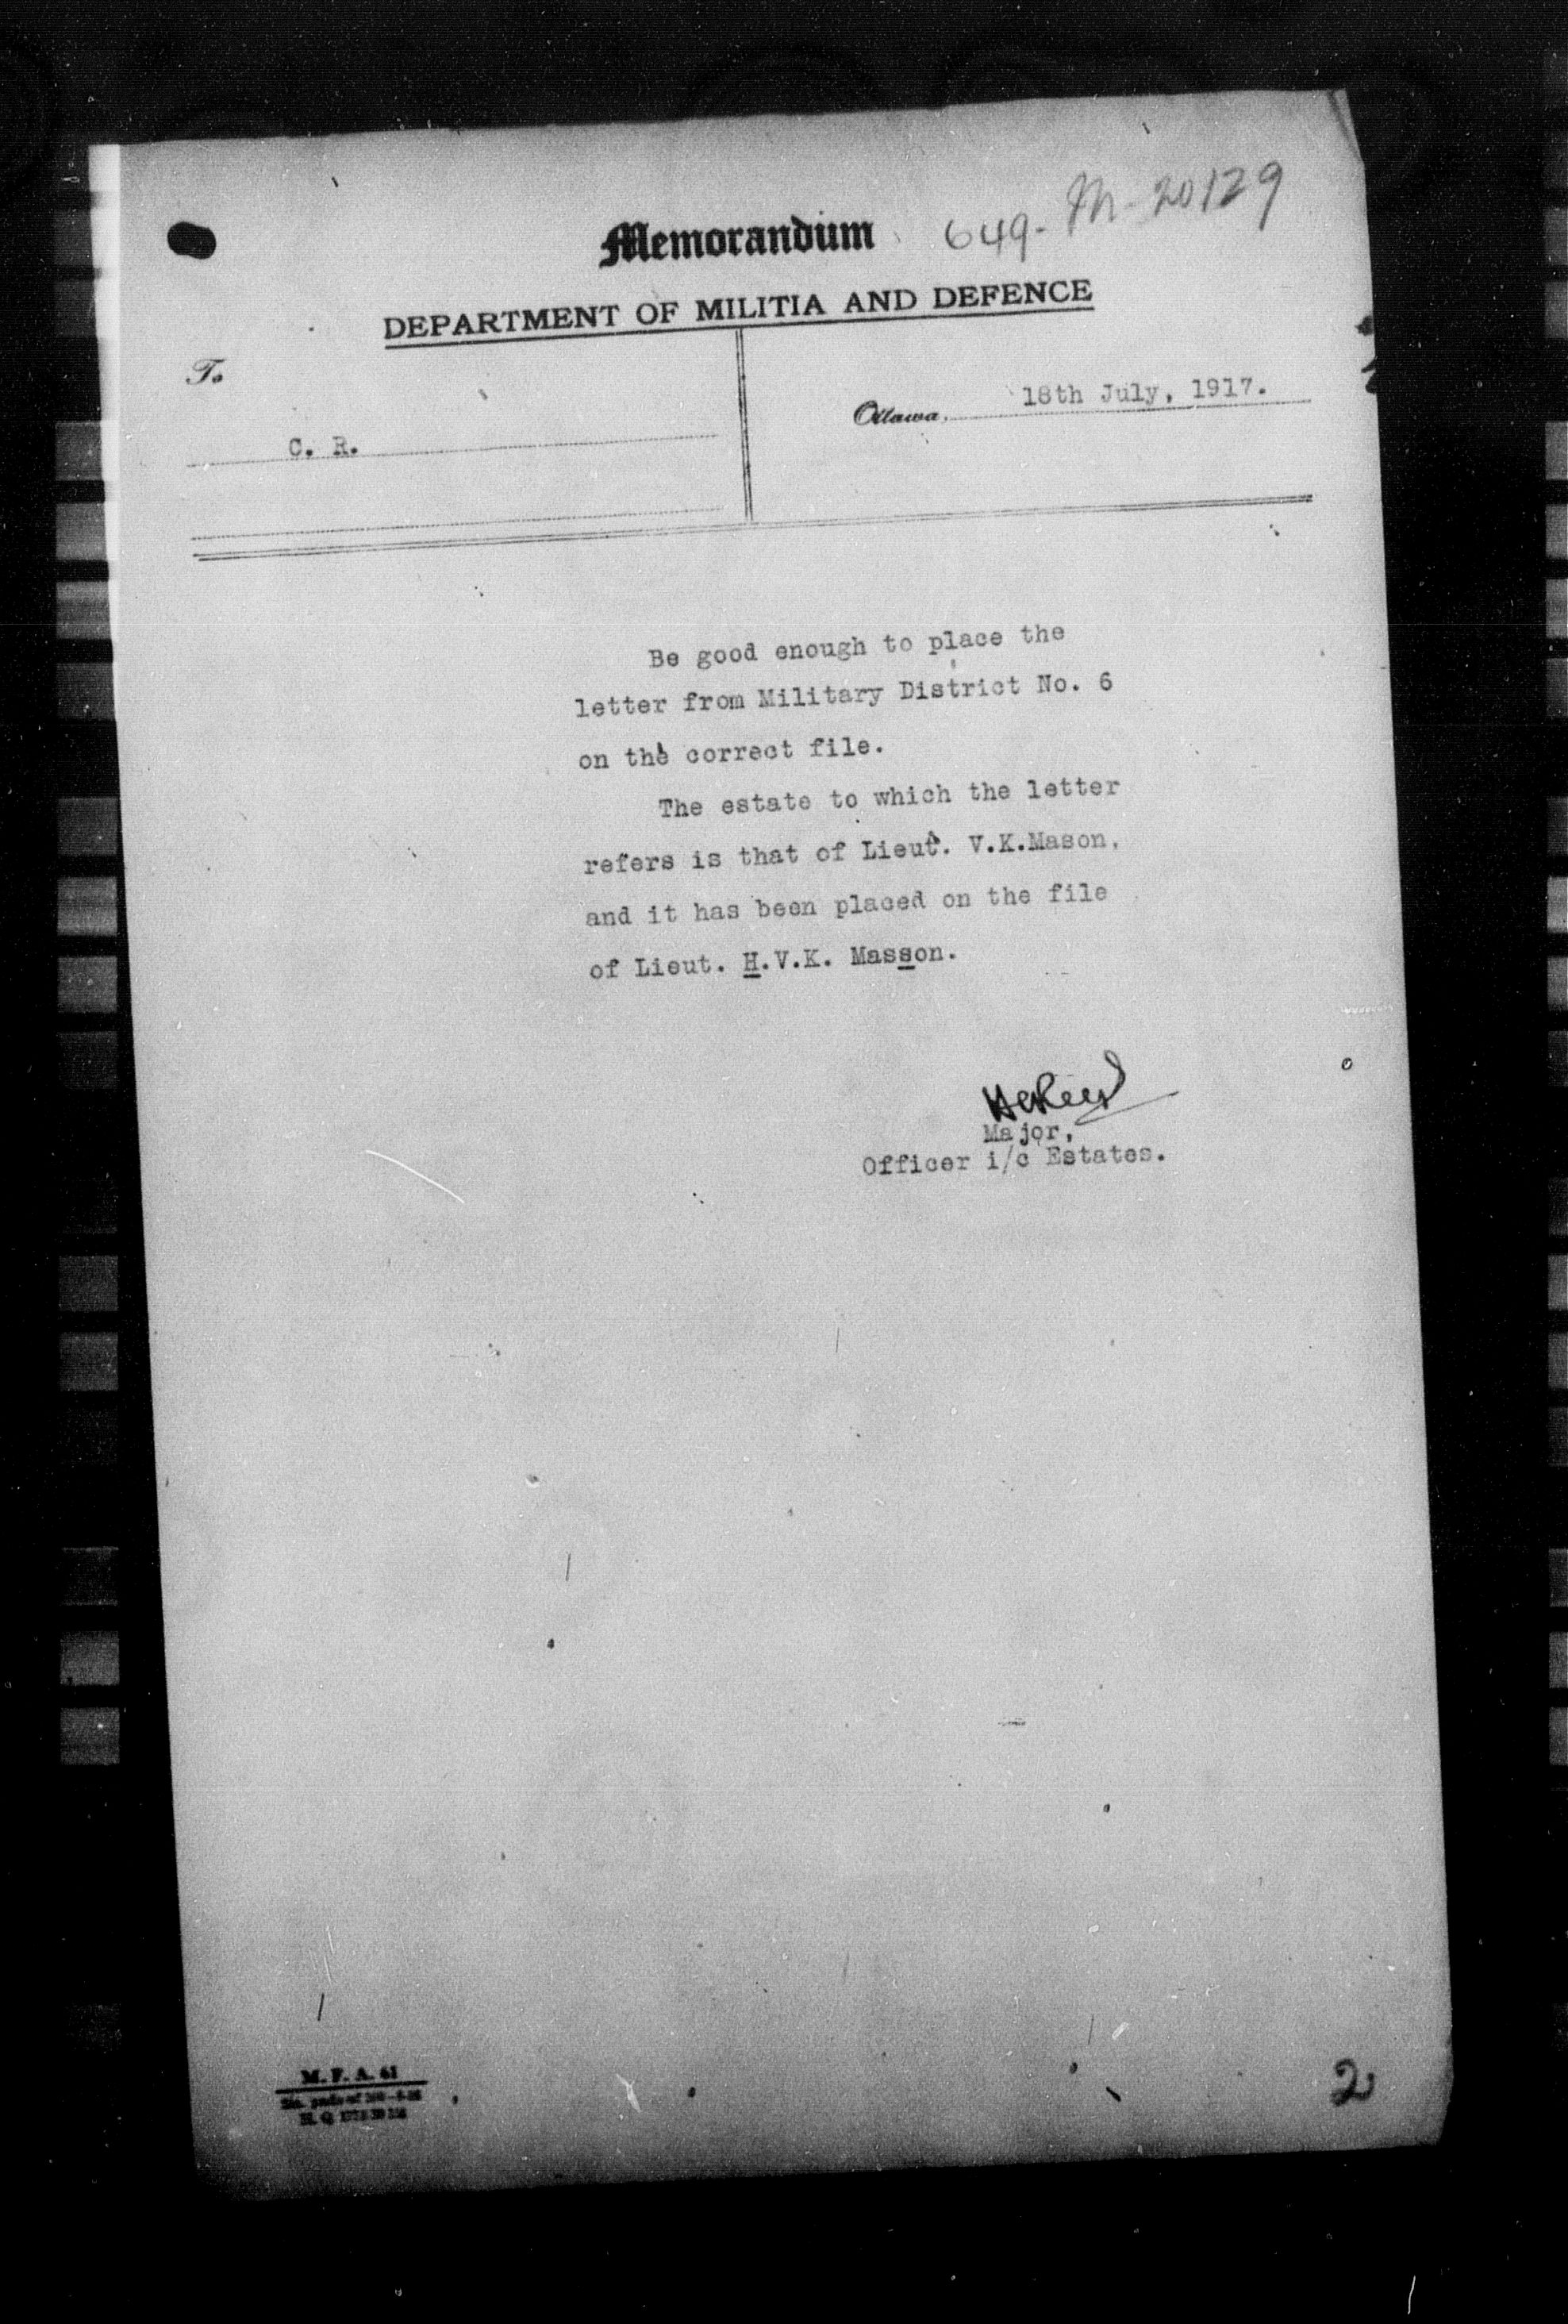 649-M-20129
Memorandum
DEPARTMENT OF MILITIA AND DEFENCE
To
Ottawa, 18th July, 1917.
C. R.
Be good enough to place the
letter from Military District No. 6
on the correct file.
The estate to which the letter
refers is that of Lieut. V.K.Mason,
and it has been placed on the file
of Lieut. H.V.K. Masson.
Major,
Officer i/c Estates.
M. F. A. 61
H. Q.
2